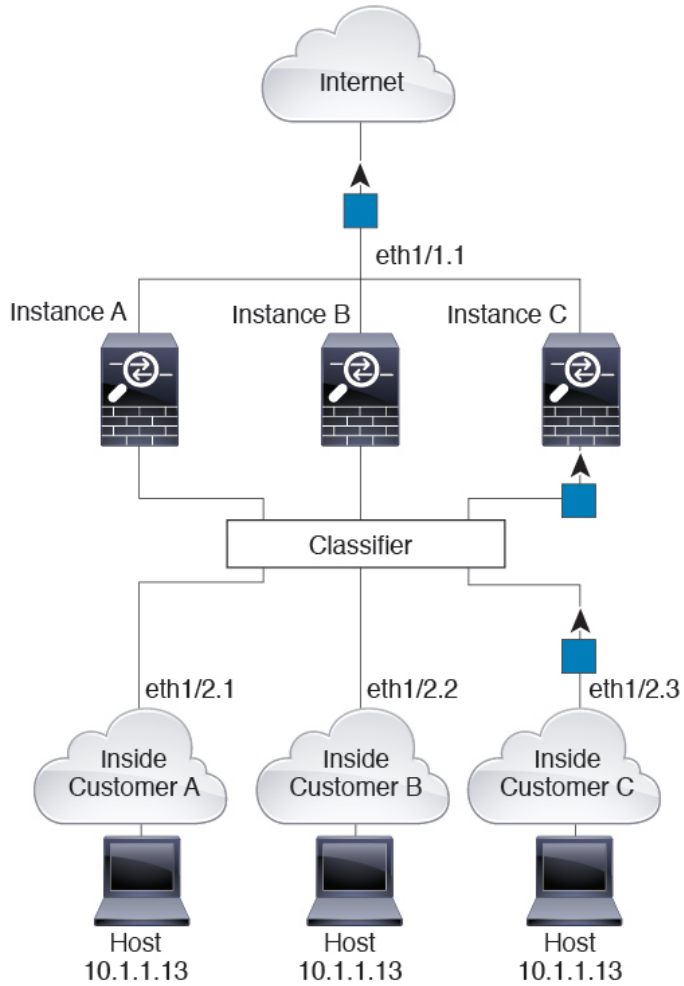 Internet
eth1/1.1
Instance A
Instance B
Instance C
Classifier
eth1/2.1
eth1/2.2
eth1/2.3
Inside
Customer A
Inside
Customer B
Inside
Customer C
Host
10.1.1.13
Host
10.1.1.13
Host
10.1.1.13